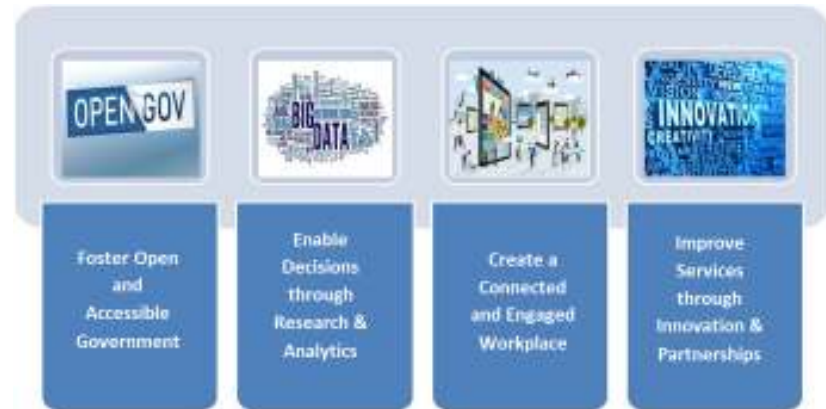 OPEN GOV
BIG
DATA
VISION
INNOVATION
CREATIVITY
Foster Open
and
Accessible
Government
Enable
Decisions
through
Research &
Analytics
Create a
Connected
and Engaged
Workplace
Improve
Services
through
Innovation &
Partnerships